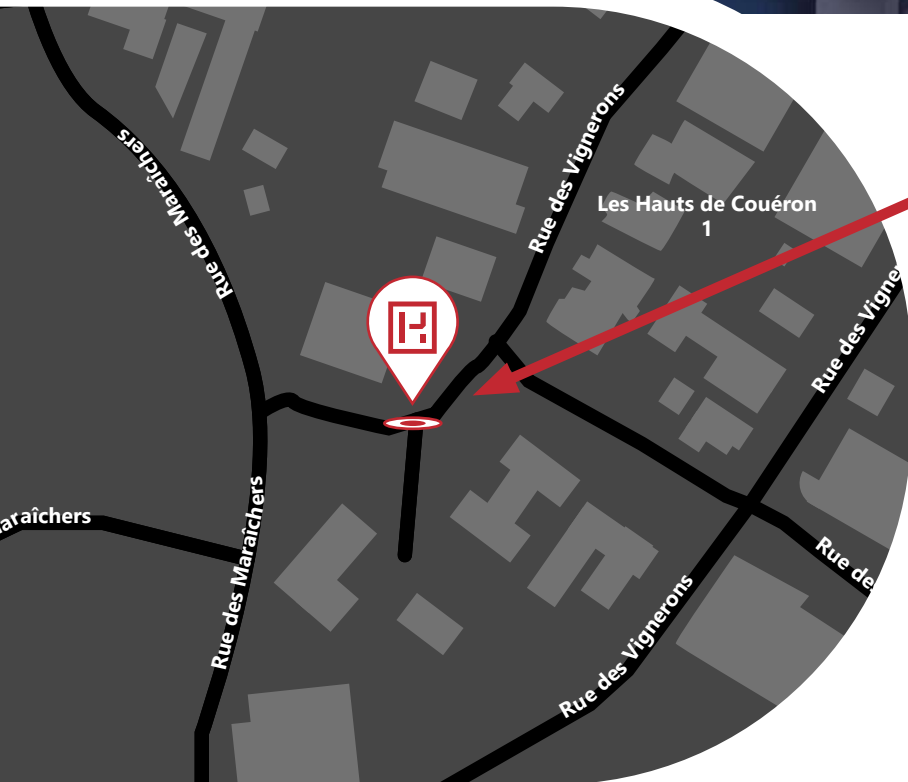 Rue des Maraîchers
Rue des Vignerons
Les Hauts de Couéron
1
Rue des Vigne
araîchers
Rue des Maraîchers
Rue des Vignerons
Rue de